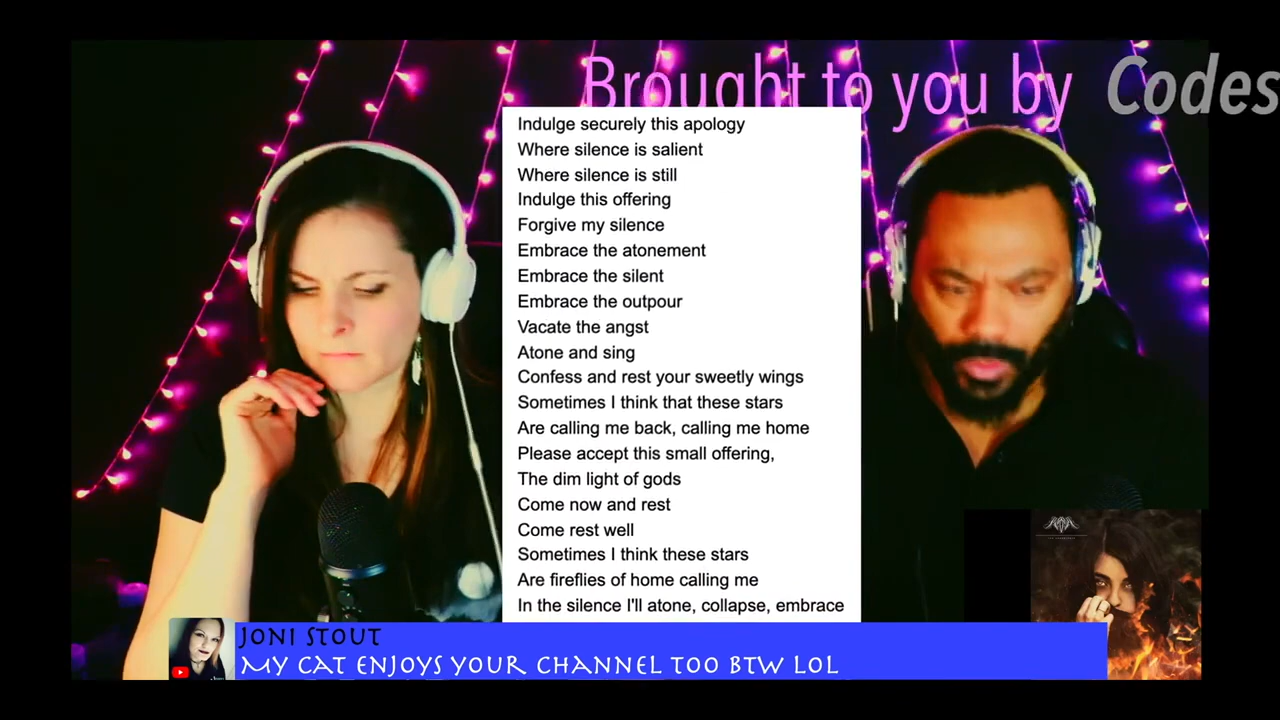 Brought to you by Codes
Indulge securely this apology
Where silence is salient
Where silence is still
Indulge this offering
Forgive my silence
Embrace the atonement
Embrace the silent
Embrace the outpour
Vacate the angst
Atone and sing
Confess and rest your sweetly wings
Sometimes I think that these stars
Are calling me back, calling me home
Please accept this small offering,
The dim light of gods
Come now and rest
Come rest well
Sometimes I think these stars
Are fireflies of home calling me
In the silence I'll atone, collapse, embrace
JONI STOUT
MY CAT ENJOYS YOUR CHANNEL TOO BTW LOL